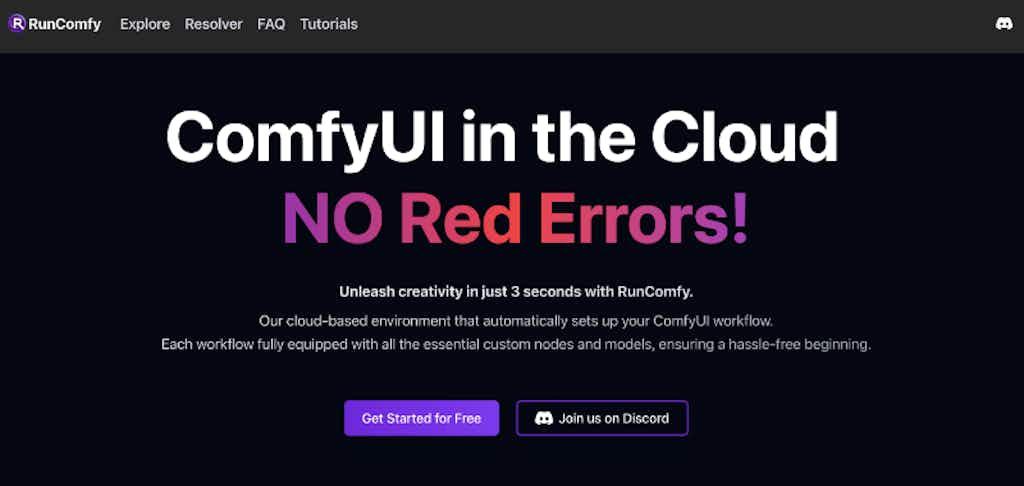 RunComfy Explore Resolver FAQ Tutorials
ComfyUI in the Cloud
NO Red Errors!
Unleash creativity in just 3 seconds with RunComfy.
Our cloud-based environment that automatically sets up your ComfyUI workflow.
Each workflow fully equipped with all the essential custom nodes and models, ensuring a hassle-free beginning.
Get Started for Free Join us on Discord